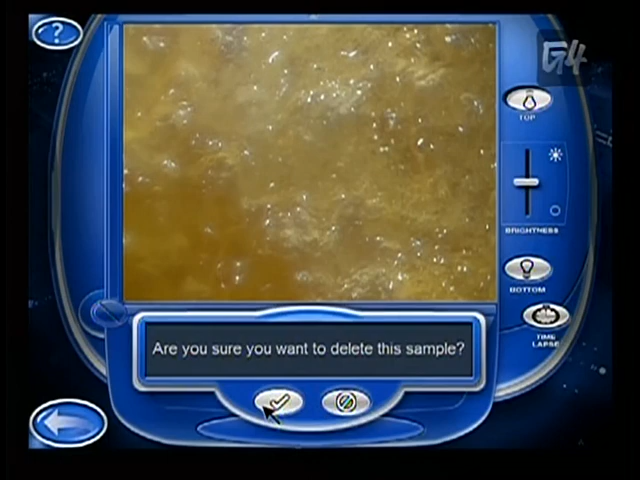 ?
G4
TOP
BRIGHTNESS
BOTTOM
TIME
LAPSE
Are you sure you want to delete this sample?